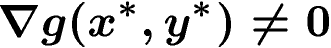 ∇g(x*, y*) ≠ 0